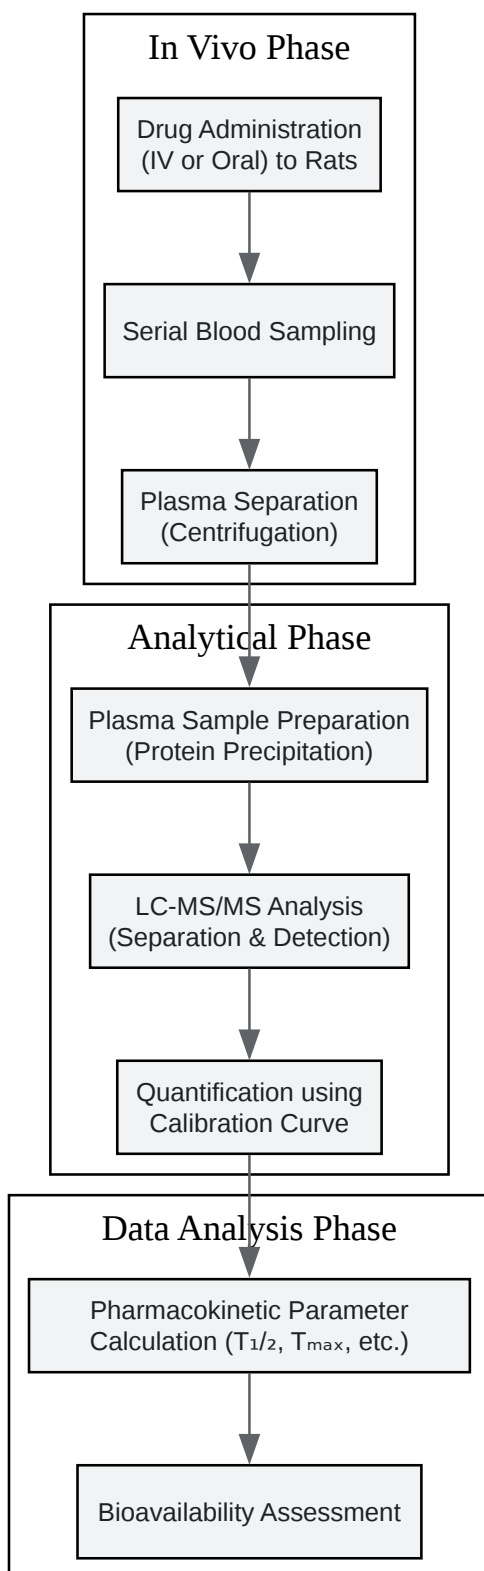 In Vivo Phase
Drug Administration
(IV or Oral) to Rats
Serial Blood Sampling
Plasma Separation
(Centrifugation)
Analytical Phase
Plasma Sample Preparation
(Protein Precipitation)
LC-MS/MS Analysis
(Separation & Detection)
Quantification using
Calibration Curve
Data Analysis Phase
Pharmacokinetic Parameter
Calculation (T₁/₂, Tₘₐₓ, etc.)
Bioavailability Assessment